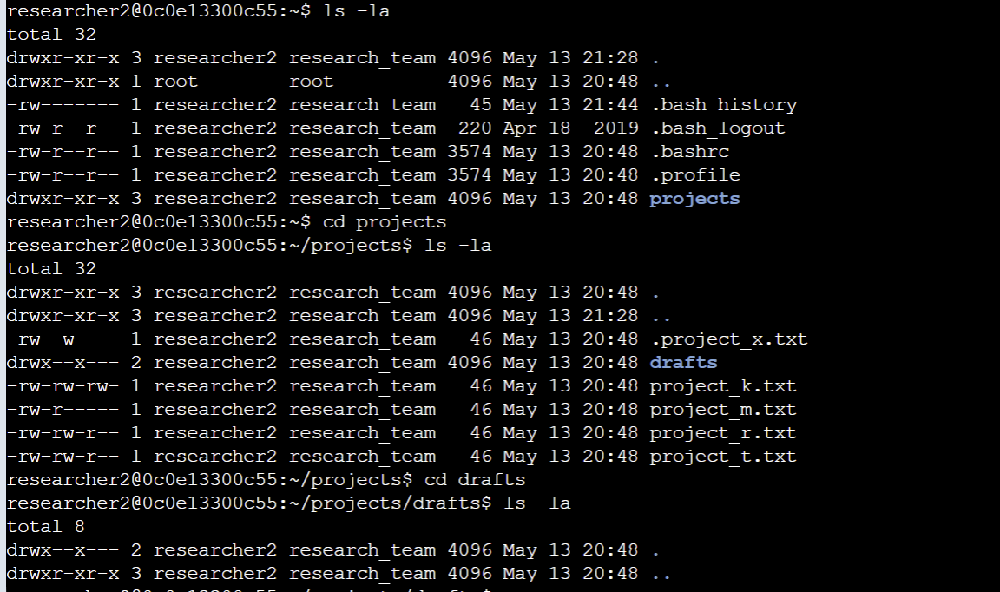 researcher2@0c0e13300c55:~$ ls -la
total 32
drwxr-xr-x 3 researcher2 research_team 4096 May 13 21:28 .
drwxr-xr-x 1 root        root          4096 May 13 20:48 ..
-rw------- 1 researcher2 research_team   45 May 13 21:44 .bash_history
-rw-r--r-- 1 researcher2 research_team  220 Apr 18  2019 .bash_logout
-rw-r--r-- 1 researcher2 research_team 3574 May 13 20:48 .bashrc
-rw-r--r-- 1 researcher2 research_team 3574 May 13 20:48 .profile
drwxr-xr-x 3 researcher2 research_team 4096 May 13 20:48 projects
researcher2@0c0e13300c55:~$ cd projects
researcher2@0c0e13300c55:~/projects$ ls -la
total 32
drwxr-xr-x 3 researcher2 research_team 4096 May 13 20:48 .
drwxr-xr-x 3 researcher2 research_team 4096 May 13 21:28 ..
-rw--w---- 1 researcher2 research_team   46 May 13 20:48 .project_x.txt
drwx--x--- 2 researcher2 research_team 4096 May 13 20:48 drafts
-rw-rw-rw- 1 researcher2 research_team   46 May 13 20:48 project_k.txt
-rw-r----- 1 researcher2 research_team   46 May 13 20:48 project_m.txt
-rw-rw-r-- 1 researcher2 research_team   46 May 13 20:48 project_r.txt
-rw-rw-r-- 1 researcher2 research_team   46 May 13 20:48 project_t.txt
researcher2@0c0e13300c55:~/projects$ cd drafts
researcher2@0c0e13300c55:~/projects/drafts$ ls -la
total 8
drwx--x--- 2 researcher2 research_team 4096 May 13 20:48 .
drwxr-xr-x 3 researcher2 research_team 4096 May 13 20:48 ..